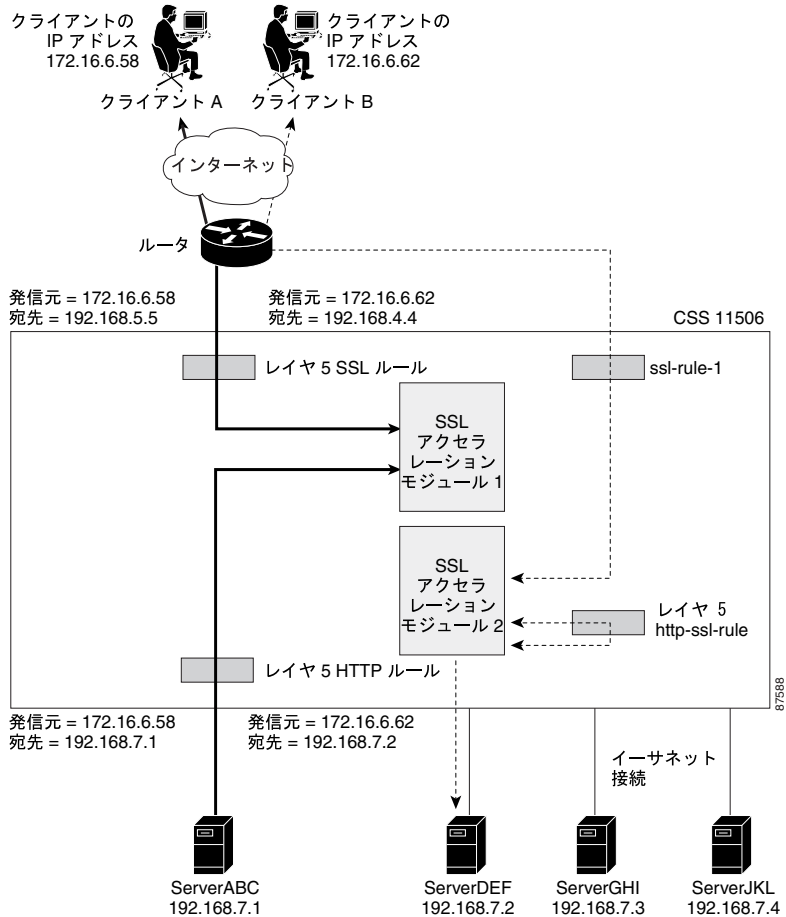 クライアントの
IP アドレス
172.16.6.58
クライアントの
IP アドレス
172.16.6.62
クライアント A
クライアント B
インターネット
ルータ
発信元 = 172.16.6.58
宛先 = 192.168.5.5
発信元 = 172.16.6.62
宛先 = 192.168.4.4
CSS 11506
レイヤ 5 SSL ルール
ssl-rule-1
SSL
アクセラ
レーション
モジュール 1
SSL
アクセラ
レーション
モジュール 2
レイヤ 5
http-ssl-rule
レイヤ 5 HTTP ルール
87588
発信元 = 172.16.6.58
宛先 = 192.168.7.1
発信元 = 172.16.6.62
宛先 = 192.168.7.2
イーサネット
接続
ServerABC
192.168.7.1
ServerDEF
192.168.7.2
ServerGHI
192.168.7.3
ServerJKL
192.168.7.4